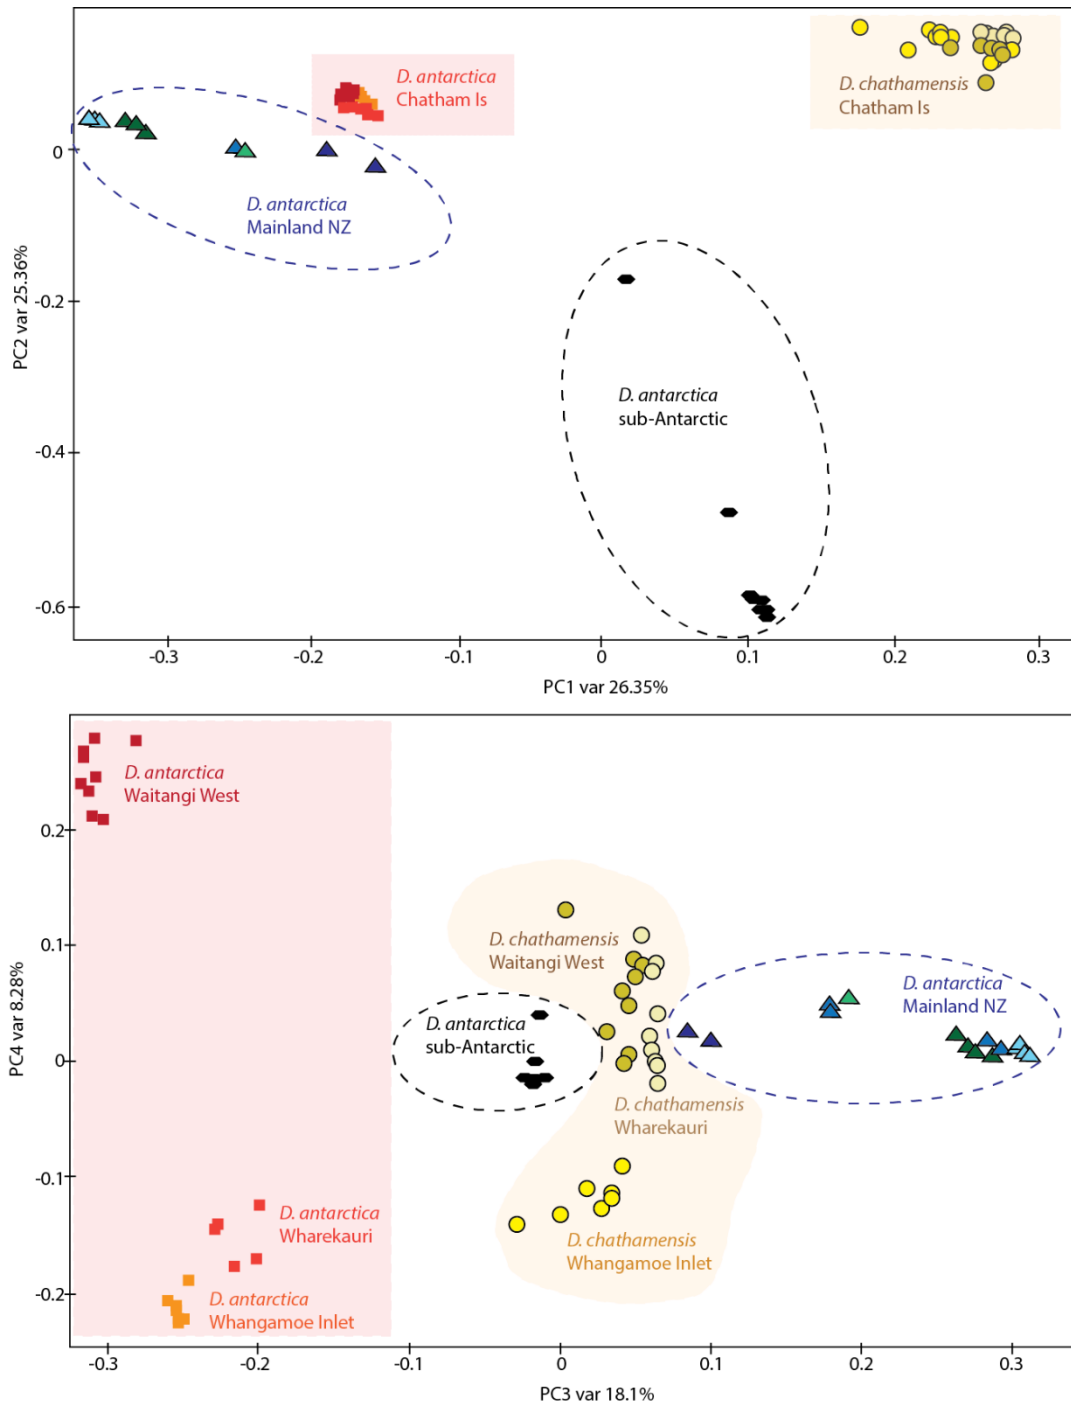 D. antarctica
Chatham Is
D. chathamensis
Chatham Is
0
D. antarctica
Mainland NZ
-0.2
PC2 var 25.36%
D. antarctica
sub-Antarctic
-0.4
-0.6
-0.3
-0.2
-0.1
0
0.1
0.2
0.3
PC1 var 26.35%
D. antarctica
Waitangi West
0.2
0.1
D. chathamensis
Waitangi West
D. antarctica
Mainland NZ
D. antarctica
sub-Antarctic
PC4 var 8.28%
0
D. chathamensis
Wharekauri
-0.1
D. antarctica
Wharekauri
D. chathamensis
Whangamoe Inlet
-0.2
D. antarctica
Whangamoe Inlet
-0.3
-0.2
-0.1
0
0.1
0.2
0.3
PC3 var 18.1%